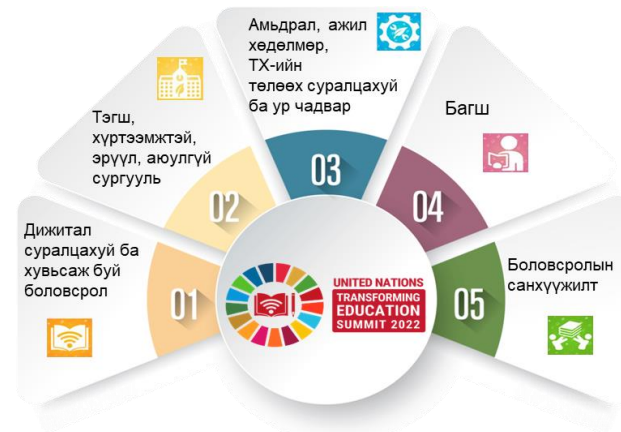 Дижитал
суралцахуй ба
хувьсаж буй
боловсрол
01
Тэгш,
хүртээмжтэй,
эрүүл, аюулгүй
сургууль
02
Амьдрал, ажил
хөдөлмөр,
ТХ-ийн
төлөөх суралцахуй
ба ур чадвар
03
Багш
04
Боловсролын
санхүүжилт
05
UNITED NATIONS
TRANSFORMING
EDUCATION
SUMMIT 2022